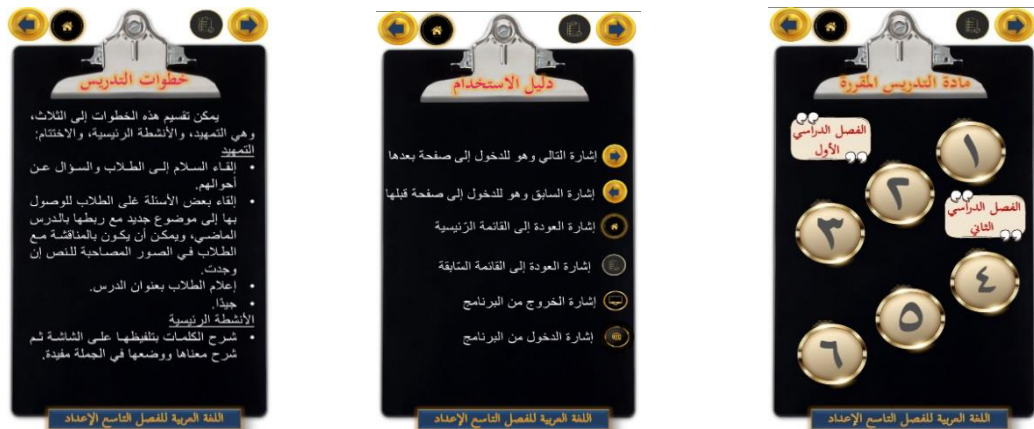 خطوات التدريس
يمكن تقسيم هذه الخطوات إلى الثلاث،
وهي التمهيد، والأنشطة الرئيسية، والاختتام:
التمهيد
• إلقاء السلام إلى الطلاب والسؤال عن
أحوالهم.
• إلقاء بعض الأسئلة غلى الطلاب للوصول
بها إلى موضوع جديد مع ربطها بالدرس
الماضي، ويمكن أن يكون بالمناقشة مع
الطلاب في الصور المصاحبة للنص إن
وجدت.
• إعلام الطلاب بعنوان الدرس.
• جيدًا.
الأنشطة الرئيسية
• شرح الكلمات بتلفيظها على الشاشة ثم
شرح معناها ووضعها في الجملة مفيدة.
اللغة العربية للفصل التاسع الإعداد
دليل الاستخدام
إشارة التالي وهو للدخول إلى صفحة بعدها
إشارة السابق وهو للدخول إلى صفحة قبلها
إشارة العودة إلى القائمة الرّئيسية
إشارة العودة إلى القائمة السّابقة
إشارة الخروج من البرنامج
إشارة الدخول من البرنامج
اللغة العربية للفصل التاسع الإعداد
مادة التدريس المقررة
الفصل الدراسي
الأول
١
٢
٣
الفصل الدراسي
الثاني
٤
٥
٦
اللغة العربية للفصل التاسع الإعداد